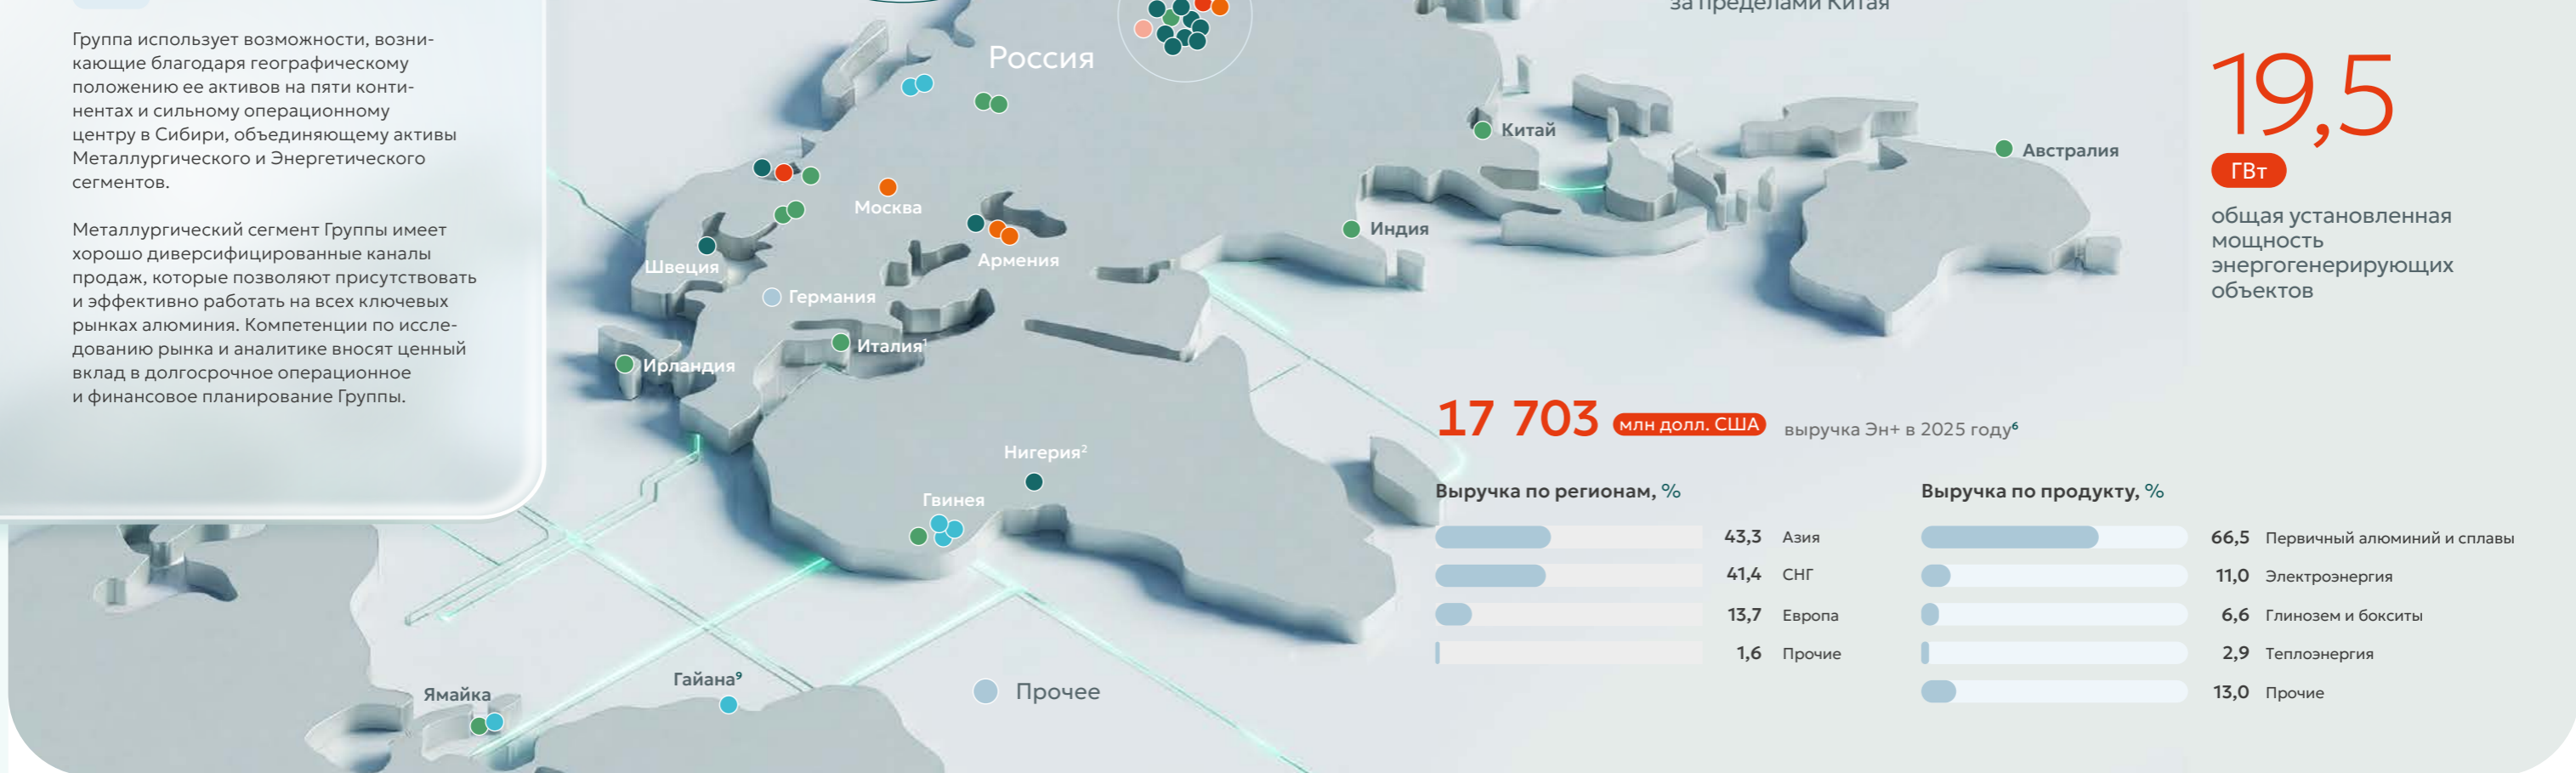 Группа использует возможности, возни-
кающие благодаря географическому
положению ее активов на пяти конти-
нентах и сильному операционному
центру в Сибири, объединяющему активы
Металлургического и Энергетического
сегментов.
Металлургический сегмент Группы имеет
хорошо диверсифицированные каналы
продаж, которые позволяют присутствовать
и эффективно работать на всех ключевых
рынках алюминия. Компетенции по иссле-
дованию рынка и аналитике вносят ценный
вклад в долгосрочное операционное
и финансовое планирование Группы.
за пределами Китая
Россия
Китай
Австралия
Москва
Индия
Швеция
Армения
Германия
Италия¹
Ирландия
Нигерия²
Гвинея
Ямайка
Гайана⁹
Прочее
19,5
ГВт
общая установленная
мощность
энергогенерирующих
объектов
17 703 млн долл. США выручка Эн+ в 2025 году⁶
Выручка по регионам, %
43,3 Азия
41,4 СНГ
13,7 Европа
1,6 Прочие
Выручка по продукту, %
66,5 Первичный алюминий и сплавы
11,0 Электроэнергия
6,6 Глинозем и бокситы
2,9 Теплоэнергия
13,0 Прочие